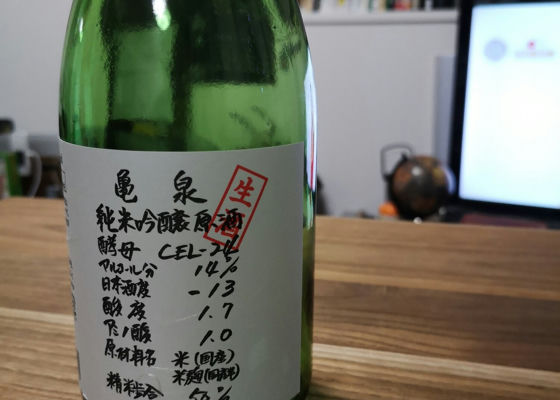 亀 泉
生酒
純米吟醸原酒
酵母 CEL-24
アルコール分 14%
日本酒度 -13
酸度 1.7
アミノ酸 1.0
原材料名 米(国産)
米麹(国産米)
精米歩合 50%